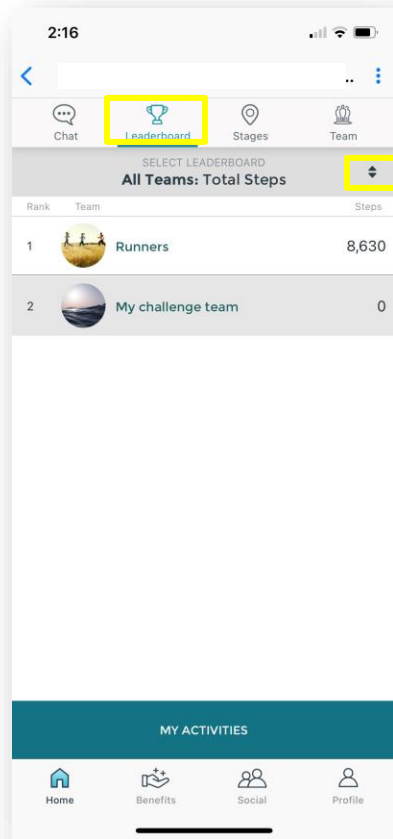 2:16
..
Chat Leaderboard Stages Team
SELECT LEADERBOARD
All Teams: Total Steps
Rank Team Steps
1 Runners 8,630
2 My challenge team 0
MY ACTIVITIES
Home Benefits Social Profile